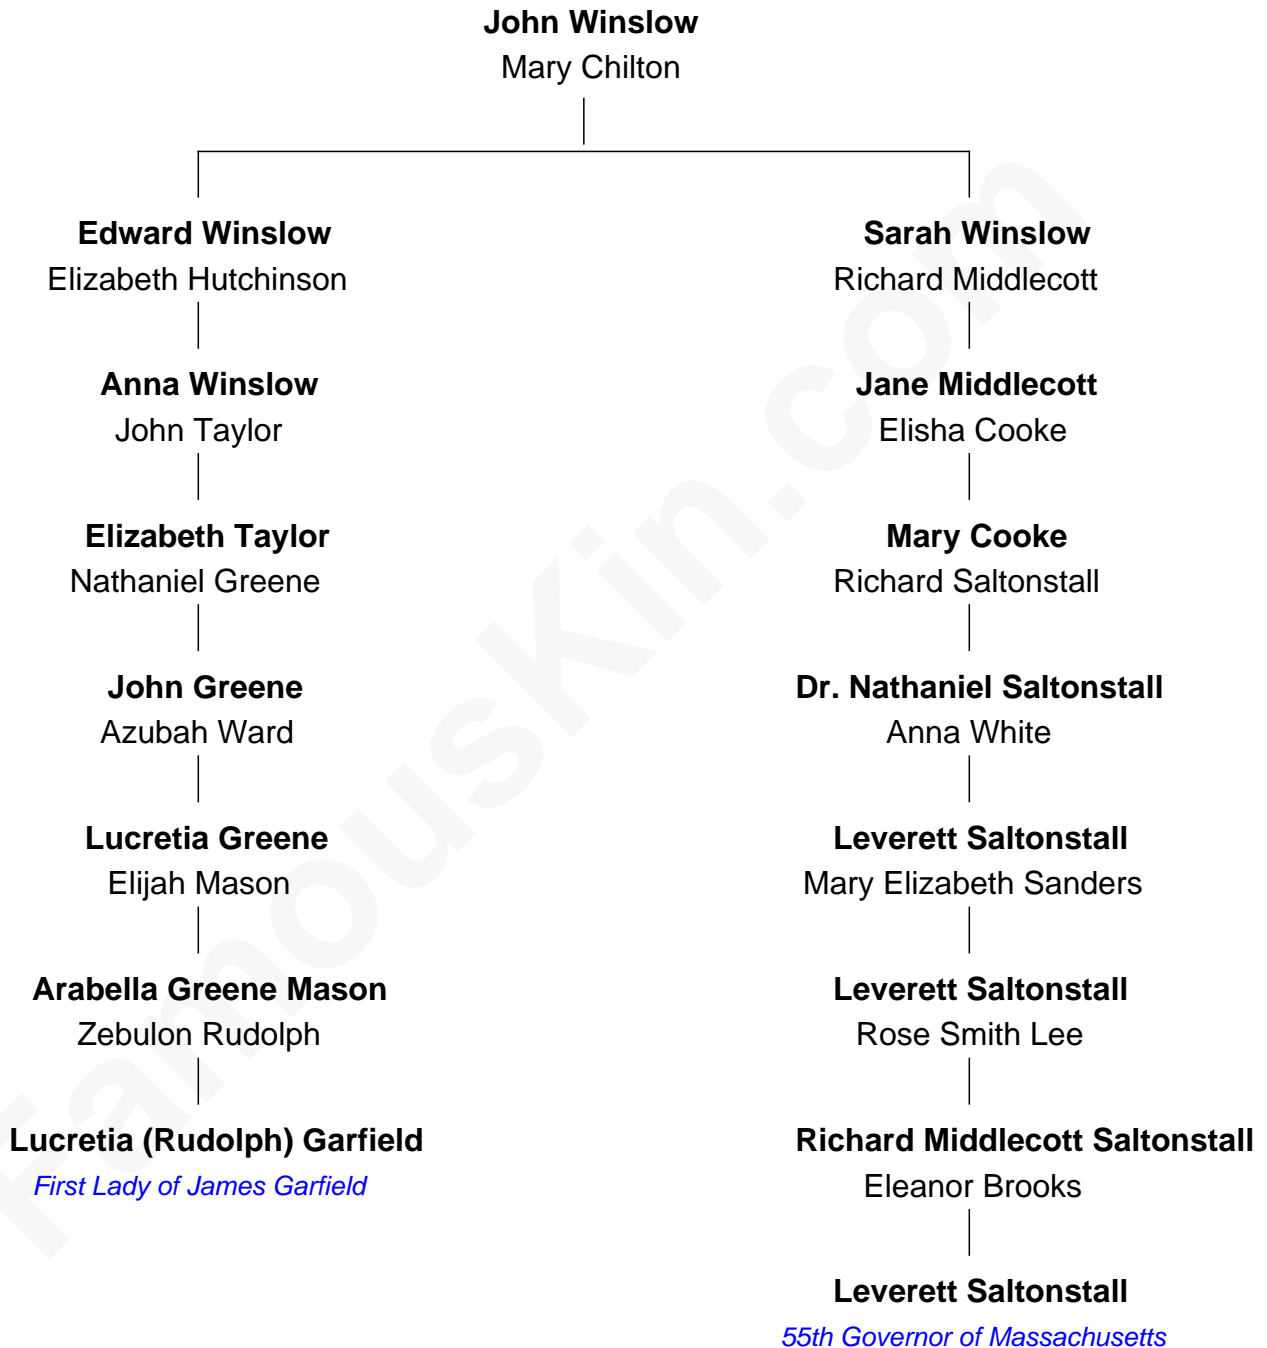 John Winslow
Mary Chilton
Edward Winslow
Elizabeth Hutchinson
Anna Winslow
John Taylor
Elizabeth Taylor
Nathaniel Greene
John Greene
Azubah Ward
Lucretia Greene
Elijah Mason
Arabella Greene Mason
Zebulon Rudolph
Lucretia (Rudolph) Garfield
First Lady of James Garfield
Sarah Winslow
Richard Middlecott
Jane Middlecott
Elisha Cooke
Mary Cooke
Richard Saltonstall
Dr. Nathaniel Saltonstall
Anna White
Leverett Saltonstall
Mary Elizabeth Sanders
Leverett Saltonstall
Rose Smith Lee
Richard Middlecott Saltonstall
Eleanor Brooks
Leverett Saltonstall
55th Governor of Massachusetts
FamousKin.com